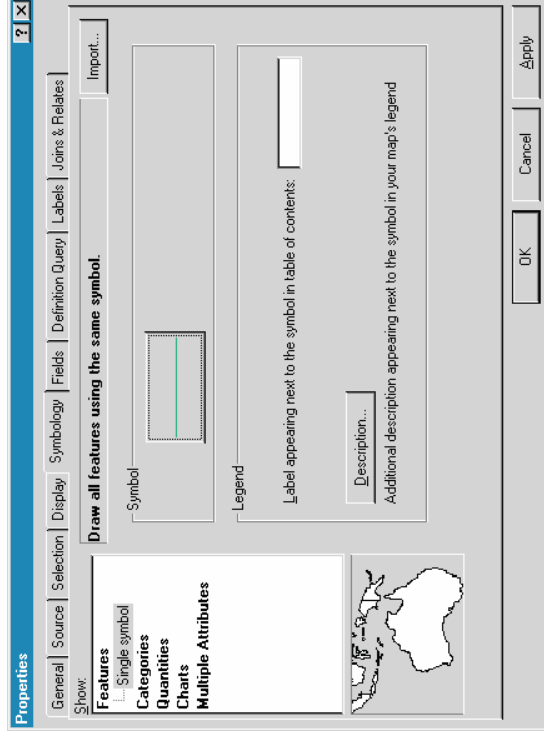 Properties
? ×
General Source Selection Display Symbology Fields Definition Query Labels Joins & Relates
Show:
Features
Single symbol
Categories
Quantities
Charts
Multiple Attributes
Draw all features using the same symbol.
Import...
Symbol
Legend
Label appearing next to the symbol in table of contents:
Description...
Additional description appearing next to the symbol in your map's legend
OK Cancel Apply